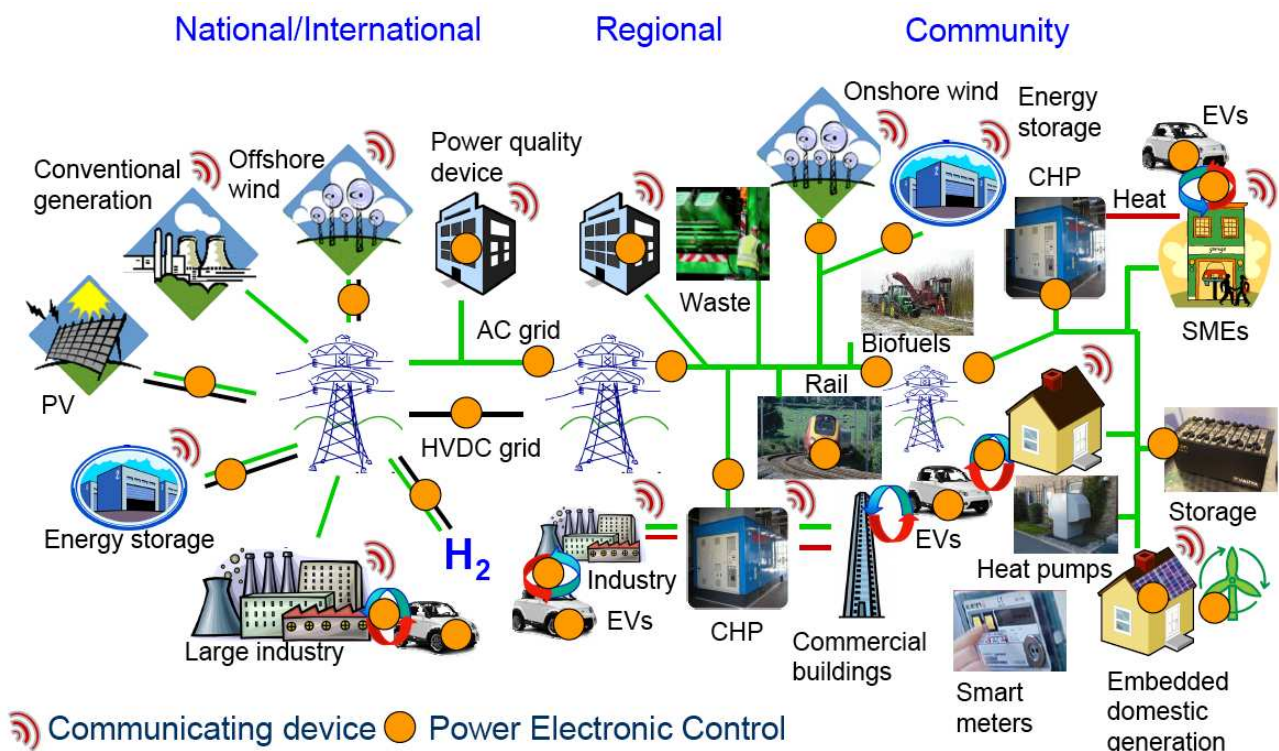 National/International
Regional
Community
Conventional
generation
Offshore
wind
Power quality
device
Onshore wind
Energy
storage
EVs
CHP
Heat
Waste
SMEs
PV
AC grid
HVDC grid
Biofuels
Rail
Energy storage
H2
Storage
Industry
EVs
CHP
EVs
Heat pumps
Large industry
Commercial
buildings
Smart
meters
Embedded
domestic
generation
Communicating device
Power Electronic Control